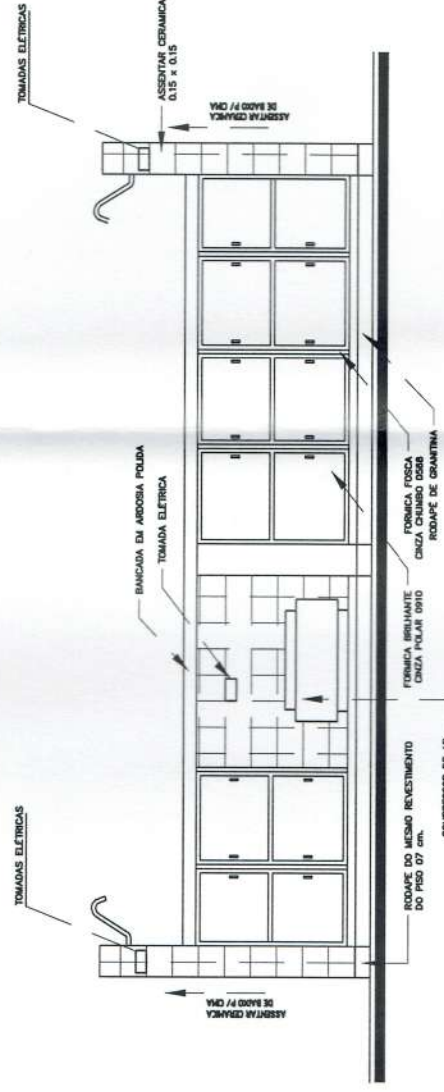 TOMADAS ELÉTRICAS
TOMADAS ELÉTRICAS
ASSENTAR CERAMICA
0.15 x 0.15
ASSENTAR CERAMICA
DE BAIXO P/ CIMA
BANCADA EM ARDOSIA POLIDA
TOMADA ELÉTRICA
ASSENTAR CERAMICA
DE BAIXO P/ CIMA
RODAPE DO MESMO REVESTIMENTO
DO PISO 07 cm.
FORMICA BRILHANTE
CINZA POLAR 0910
FORMICA FOSCA
CINZA CHUMBO D568
RODAPÉ DE GRANITINA